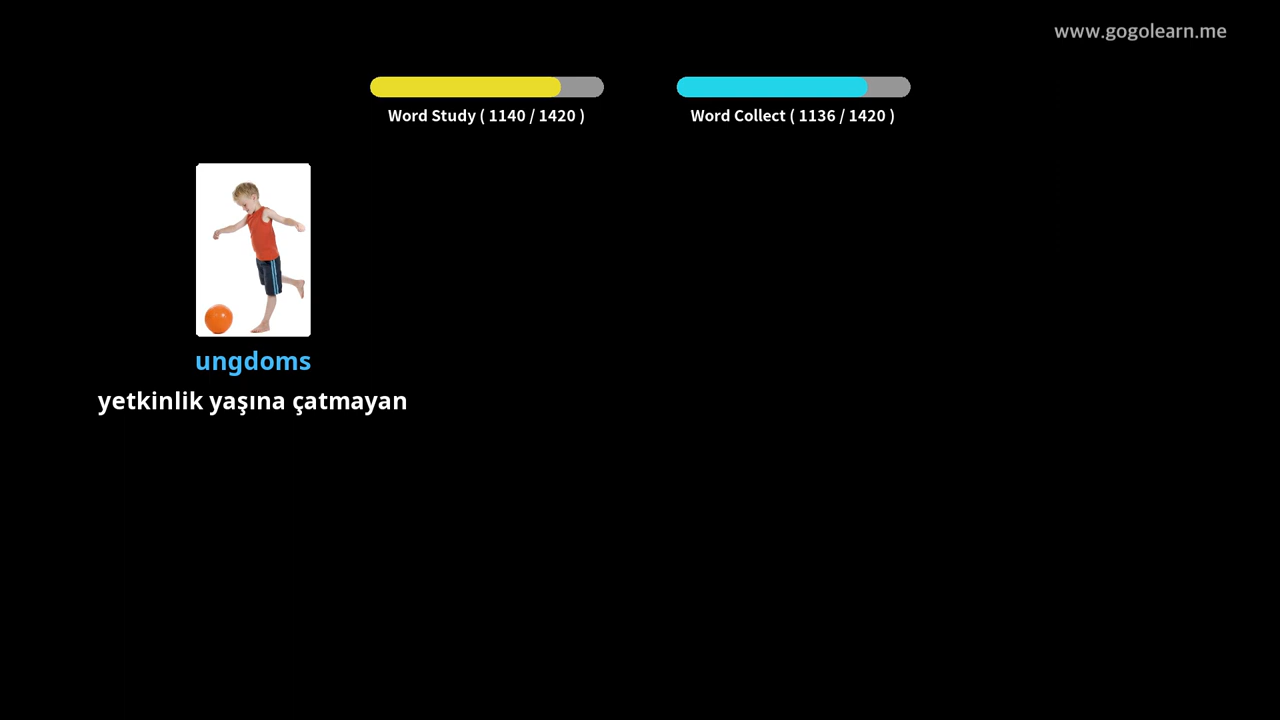 www.gogolearn.me
Word Study ( 1140 / 1420 )
Word Collect ( 1136 / 1420 )
ungdoms
yetkinlik yaşına çatmayan